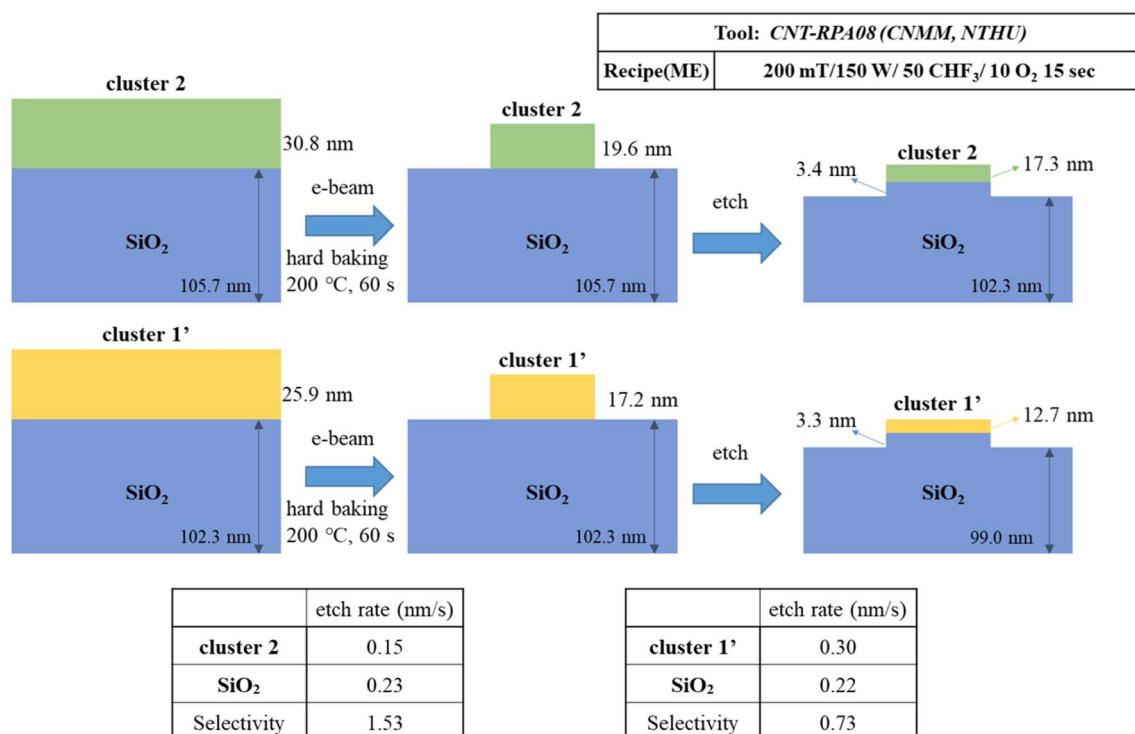 Tool: CNT-RPA08 (CNMM, NTHU)
Recipe(ME) 200 mT/150 W/ 50 CHF₃/ 10 O₂ 15 sec
cluster 2
30.8 nm
SiO₂
105.7 nm
e-beam
hard baking
200 °C, 60 s
cluster 2
19.6 nm
SiO₂
105.7 nm
etch
cluster 2
3.4 nm
17.3 nm
SiO₂
102.3 nm
cluster 1’
25.9 nm
SiO₂
102.3 nm
e-beam
hard baking
200 °C, 60 s
cluster 1’
17.2 nm
SiO₂
102.3 nm
etch
cluster 1’
3.3 nm
12.7 nm
SiO₂
99.0 nm
etch rate (nm/s)
cluster 2 0.15
SiO₂ 0.23
Selectivity 1.53
etch rate (nm/s)
cluster 1’ 0.30
SiO₂ 0.22
Selectivity 0.73